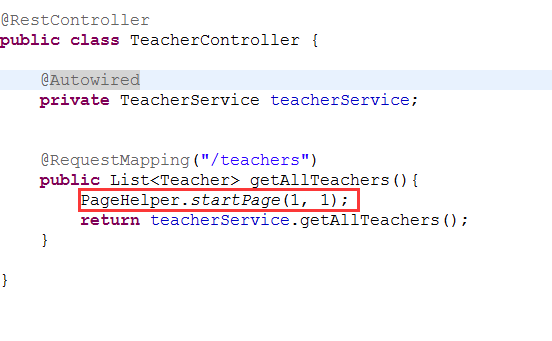 @RestController
public class TeacherController {
@Autowired
private TeacherService teacherService;
@RequestMapping("/teachers")
public List<Teacher> getAllTeachers(){
PageHelper.startPage(1, 1);
return teacherService.getAllTeachers();
}
}